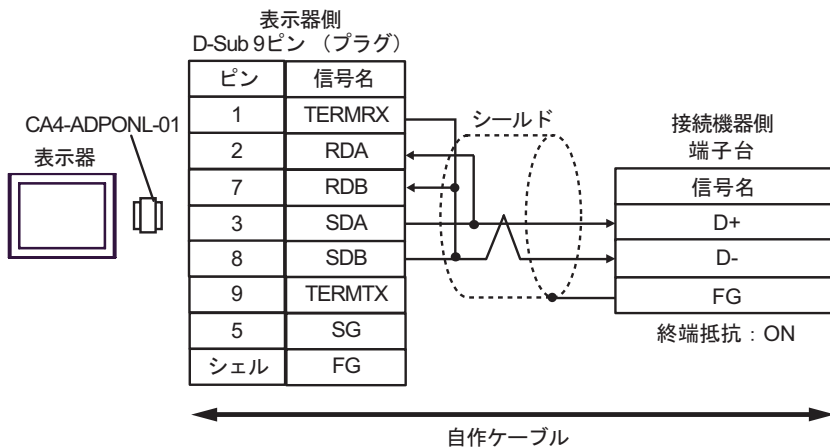 表示器側
D-Sub 9ピン （プラグ）
CA4-ADPONL-01
表示器
ピン 信号名
1 TERMRX
2 RDA
7 RDB
3 SDA
8 SDB
9 TERMTX
5 SG
シェル FG
シールド
接続機器側
端子台
信号名
D+
D-
FG
終端抵抗：ON
自作ケーブル